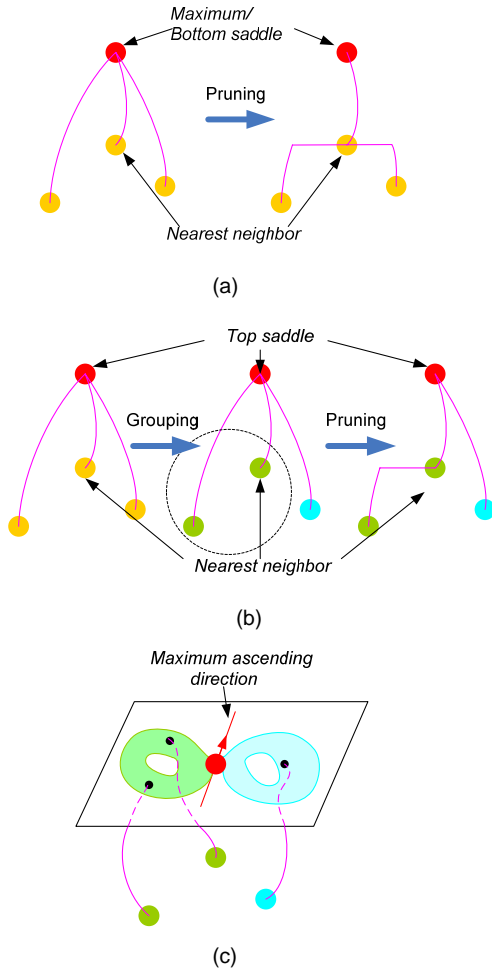 Maximum/
Bottom saddle
Pruning
Nearest neighbor
(a)
Top saddle
Grouping
Pruning
Nearest neighbor
(b)
Maximum ascending
direction
(c)